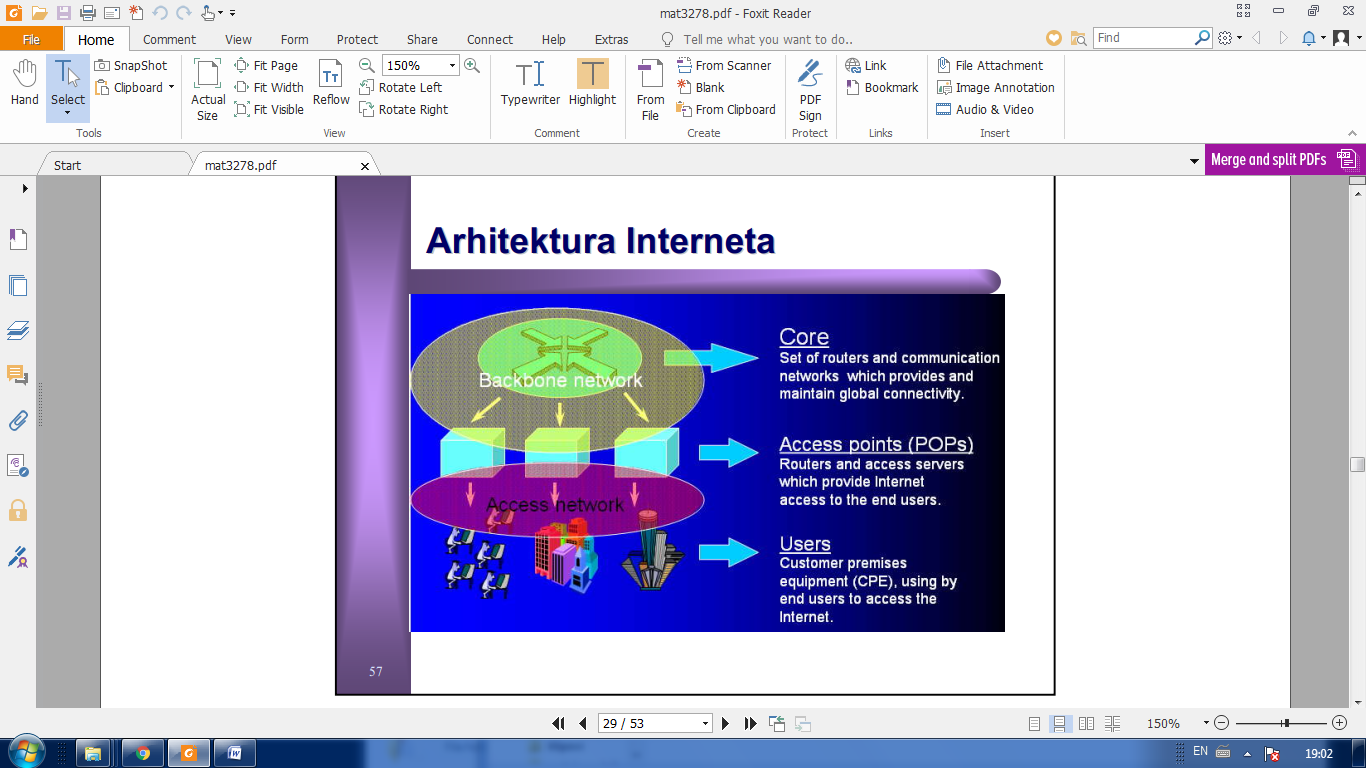 mat3278.pdf - Foxit Reader
File Home Comment View Form Protect Share Connect Help Extras Tell me what you want to do.. Find
Hand
Select
SnapShot
Clipboard
Tools
Actual
Size
Fit Page
Fit Width
Fit Visible
Reflow
150%
Rotate Left
Rotate Right
View
Typewriter
Highlight
Comment
From
File
From Scanner
Blank
From Clipboard
Create
PDF
Sign
Protect
Link
Bookmark
Links
File Attachment
Image Annotation
Audio & Video
Insert
Start
mat3278.pdf
Merge and split PDFs
Arhitektura Interneta
Backbone network
Access network
Core
Set of routers and communication
networks which provides and
maintain global connectivity.
Access points (POPs)
Routers and access servers
which provide Internet
access to the end users.
Users
Customer premises
equipment (CPE), using by
end users to access the
Internet.
57
29 / 53
150%
EN
19:02